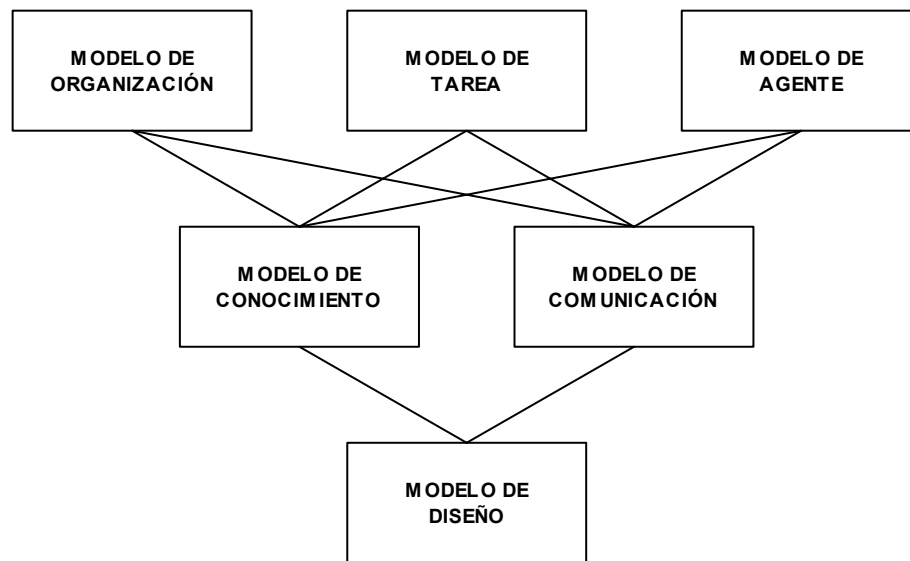 MODELO DE
ORGANIZACIÓN
MODELO DE
TAREA
MODELO DE
AGENTE
MODELO DE
CONOCIMIENTO
MODELO DE
COMUNICACIÓN
MODELO DE
DISEÑO